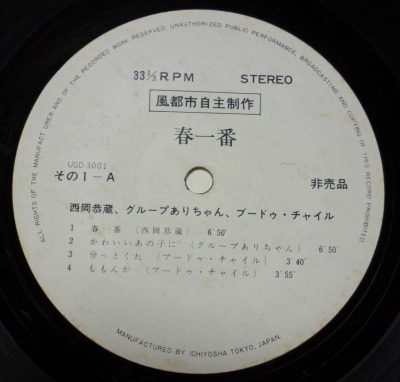 ALL RIGHTS OF THE MANUFACTURER AND OF THE RECORDED WORK RESERVED. UNAUTHORIZED PUBLIC PERFORMANCE, BROADCASTING AND COPYING OF THIS RECORD PROHIBITED.
33⅓ RPM STEREO
風都市自主制作
春一番
UGD 3001
その1-A 非売品
西岡恭蔵、グループありちゃん、ブードゥ・チャイル
1 春一番 (西岡恭蔵) 6'50"
2 かわいいあの子に (グループありちゃん) 6'50"
3 分っとくれ (ブードゥ・チャイル) 3'40"
4 ももんが (ブードゥ・チャイル) 3'55"
MANUFACTURED BY ICHIYOSHA TOKYO, JAPAN.